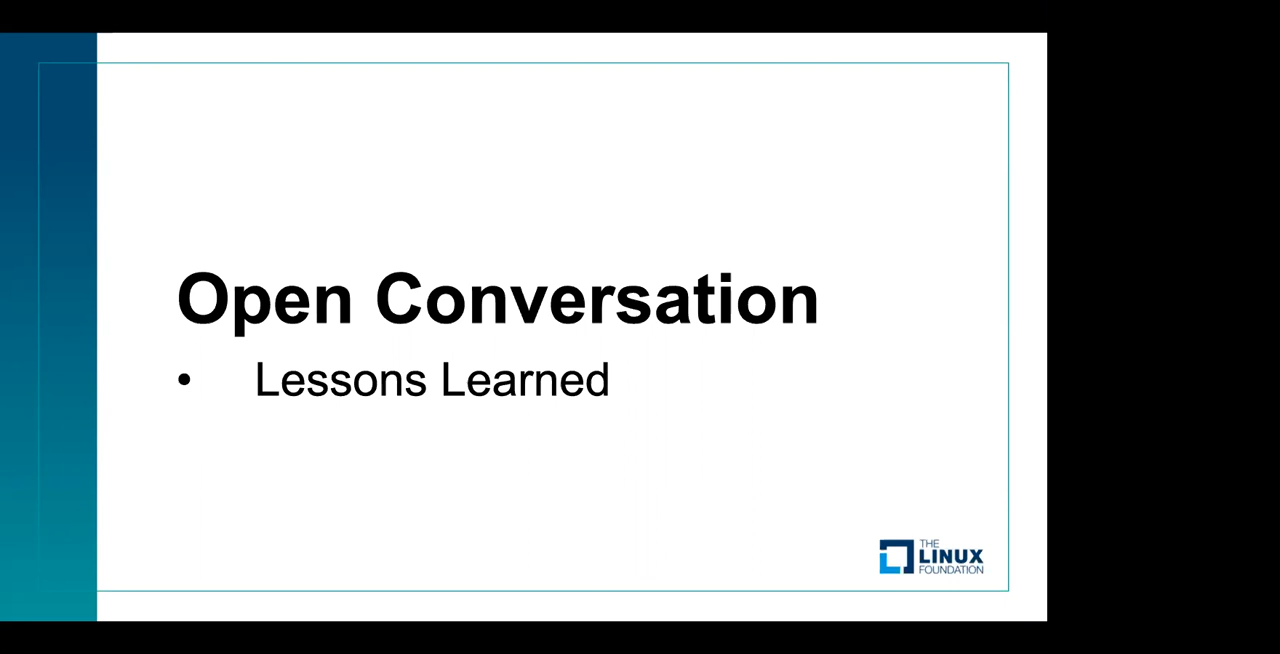 Open Conversation
• Lessons Learned
THE
LINUX
FOUNDATION